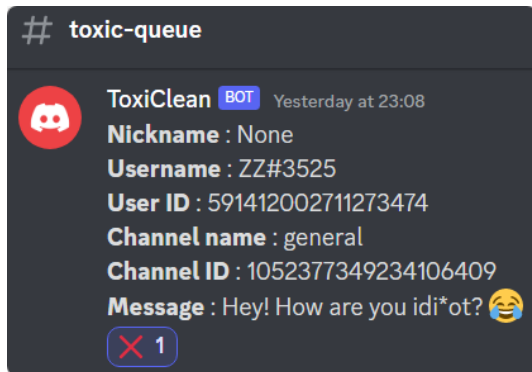 # toxic-queue
ToxiClean BOT Yesterday at 23:08
Nickname : None
Username : ZZ#3525
User ID : 591412002711273474
Channel name : general
Channel ID : 1052377349234106409
Message : Hey! How are you idi*ot? 😂
❌ 1